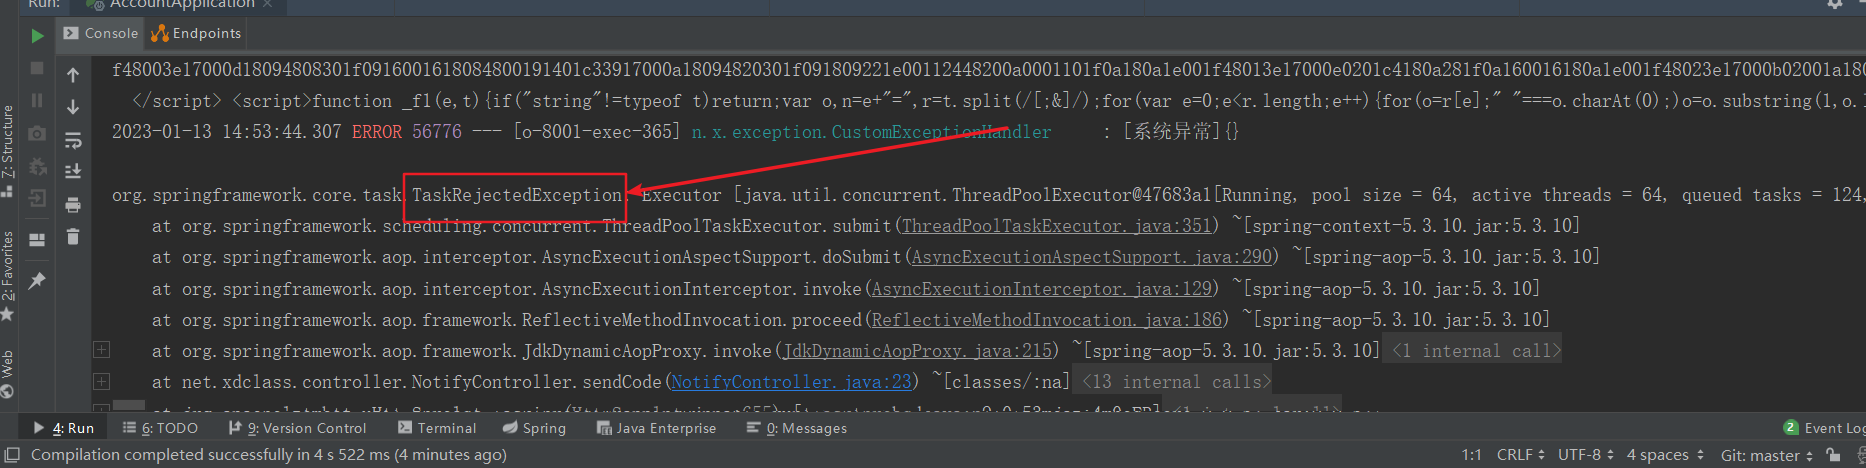 Run: AccountApplication ×
Console Endpoints
f48003e17000d18094808301f0916001618084800191401c33917000a18094820301f091809221e00112448200a0001101f0a180a1e001f48013e17000e0201c4180a281f0a160016180a1e001f48023e17000b02001a180
</script> <script>function _f1(e,t){if("string"!=typeof t)return;var o,n=e+"=",r=t.split(/[;&]/);for(var e=0;e<r.length;e++){for(o=r[e];" "===o.charAt(0);)o=o.substring(1,o.l
2023-01-13 14:53:44.307 ERROR 56776 --- [o-8001-exec-365] n.x.exception.CustomExceptionHandler : [系统异常]{}
org.springframework.core.task.TaskRejectedException: Executor [java.util.concurrent.ThreadPoolExecutor@47683a1[Running, pool size = 64, active threads = 64, queued tasks = 124,
at org.springframework.scheduling.concurrent.ThreadPoolTaskExecutor.submit(ThreadPoolTaskExecutor.java:351) ~[spring-context-5.3.10.jar:5.3.10]
at org.springframework.aop.interceptor.AsyncExecutionAspectSupport.doSubmit(AsyncExecutionAspectSupport.java:290) ~[spring-aop-5.3.10.jar:5.3.10]
at org.springframework.aop.interceptor.AsyncExecutionInterceptor.invoke(AsyncExecutionInterceptor.java:129) ~[spring-aop-5.3.10.jar:5.3.10]
at org.springframework.aop.framework.ReflectiveMethodInvocation.proceed(ReflectiveMethodInvocation.java:186) ~[spring-aop-5.3.10.jar:5.3.10]
at org.springframework.aop.framework.JdkDynamicAopProxy.invoke(JdkDynamicAopProxy.java:215) ~[spring-aop-5.3.10.jar:5.3.10] <1 internal call>
at net.xdclass.controller.NotifyController.sendCode(NotifyController.java:23) ~[classes/:na] <13 internal calls>
7: Structure
2: Favorites
Web
4: Run 6: TODO 9: Version Control Terminal Spring Java Enterprise 0: Messages 2 Event Log
Compilation completed successfully in 4 s 522 ms (4 minutes ago) 1:1 CRLF UTF-8 4 spaces Git: master